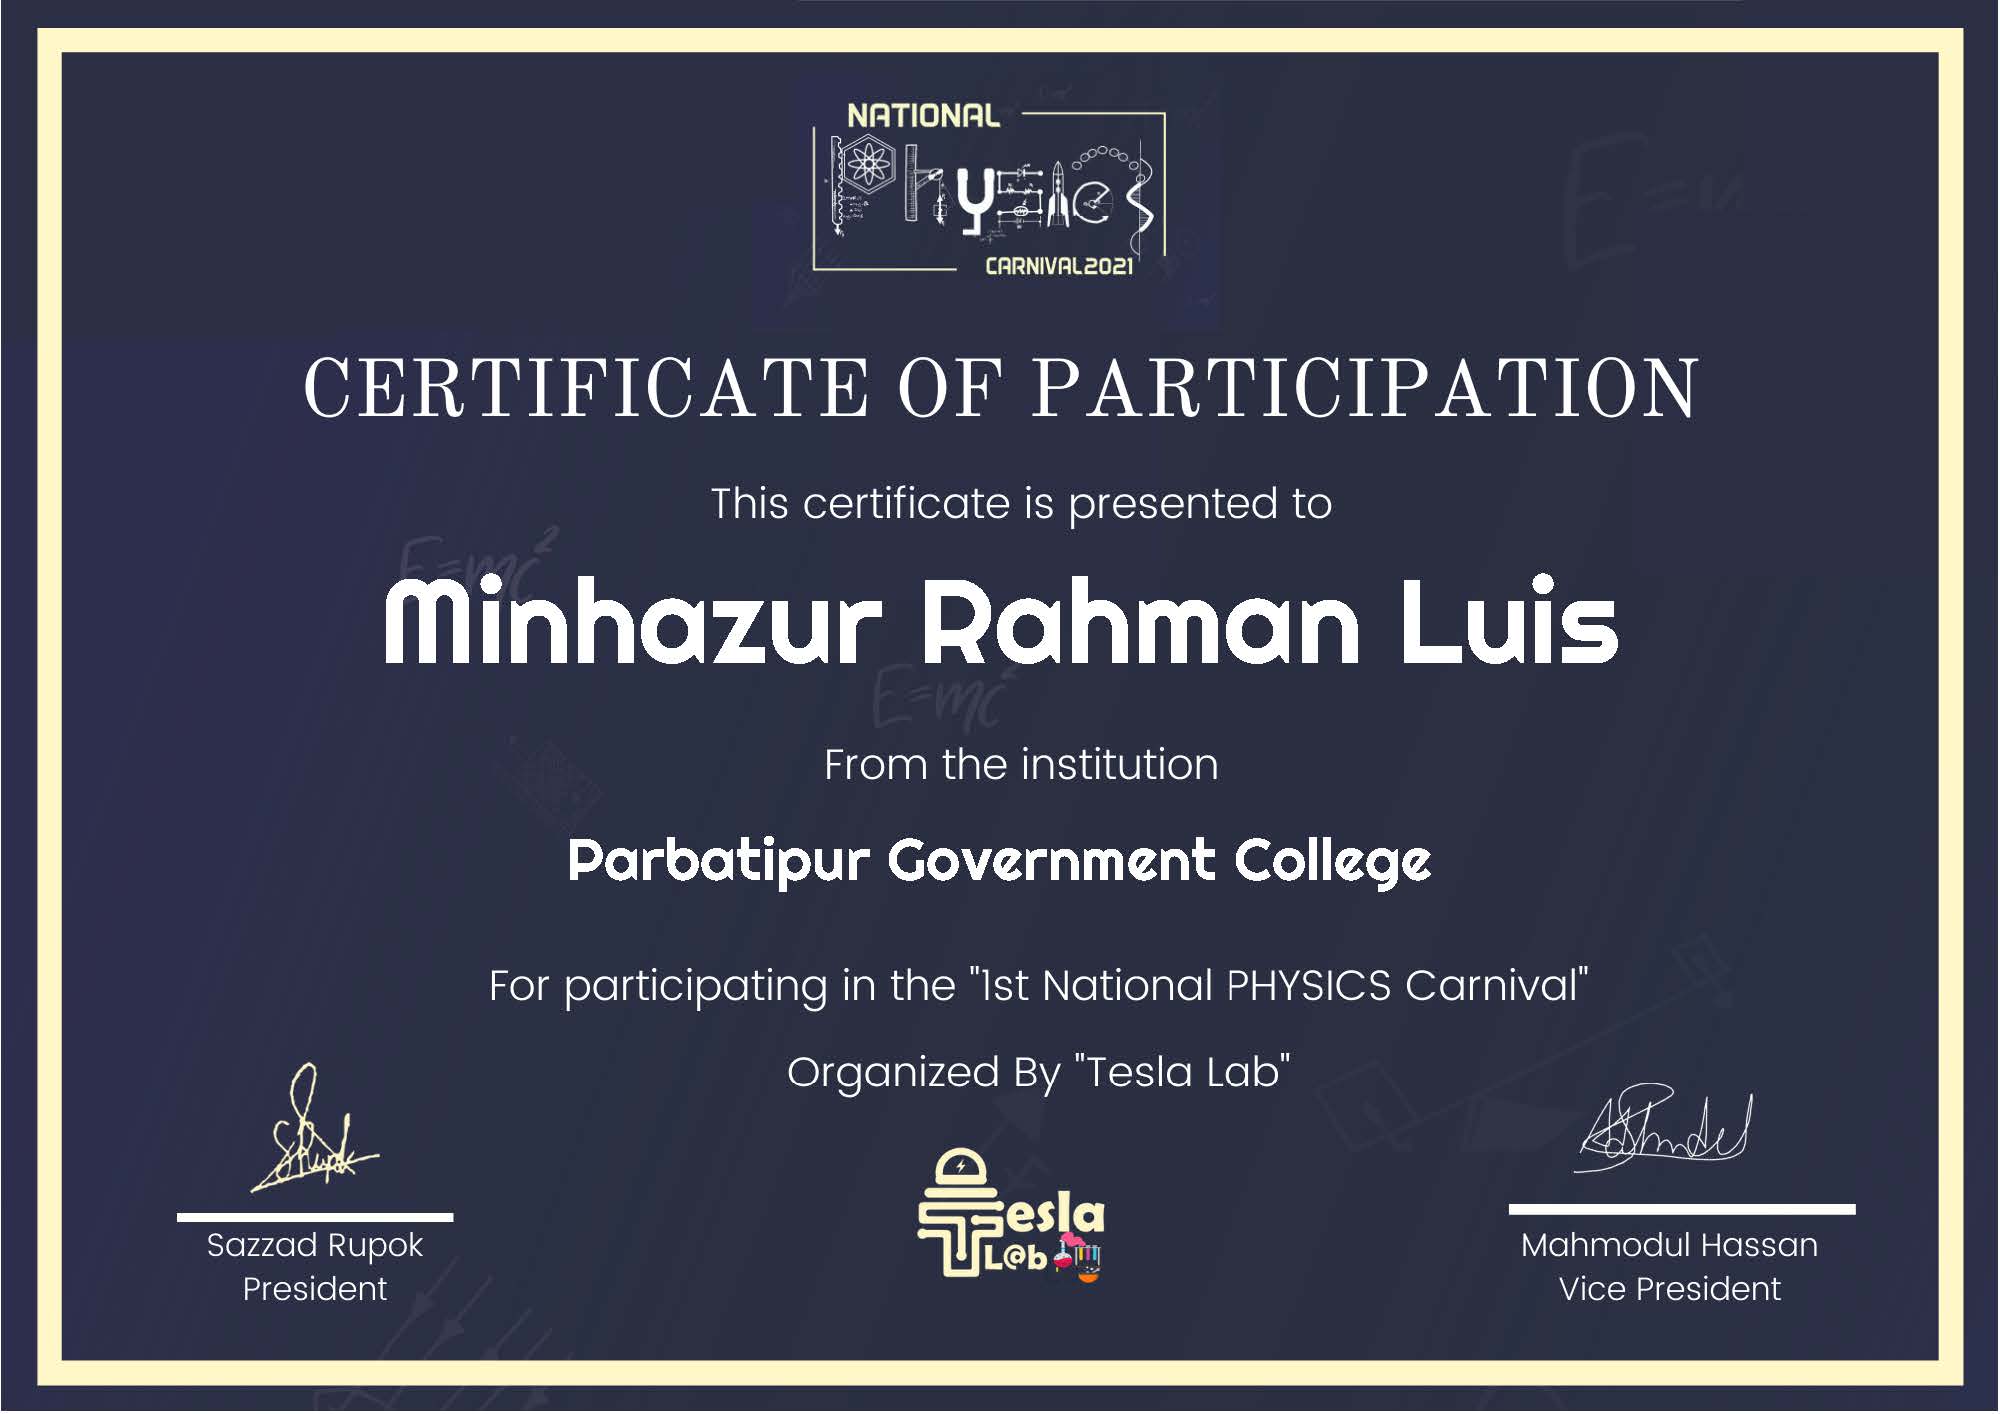 NATIONAL
Physics
CARNIVAL2021
CERTIFICATE OF PARTICIPATION
This certificate is presented to
E=mc²
Minhazur Rahman Luis
E=mc²
From the institution
Parbatipur Government College
For participating in the "1st National PHYSICS Carnival"
Organized By "Tesla Lab"
Tesla
L@b
Sazzad Rupok
President
Mahmodul Hassan
Vice President